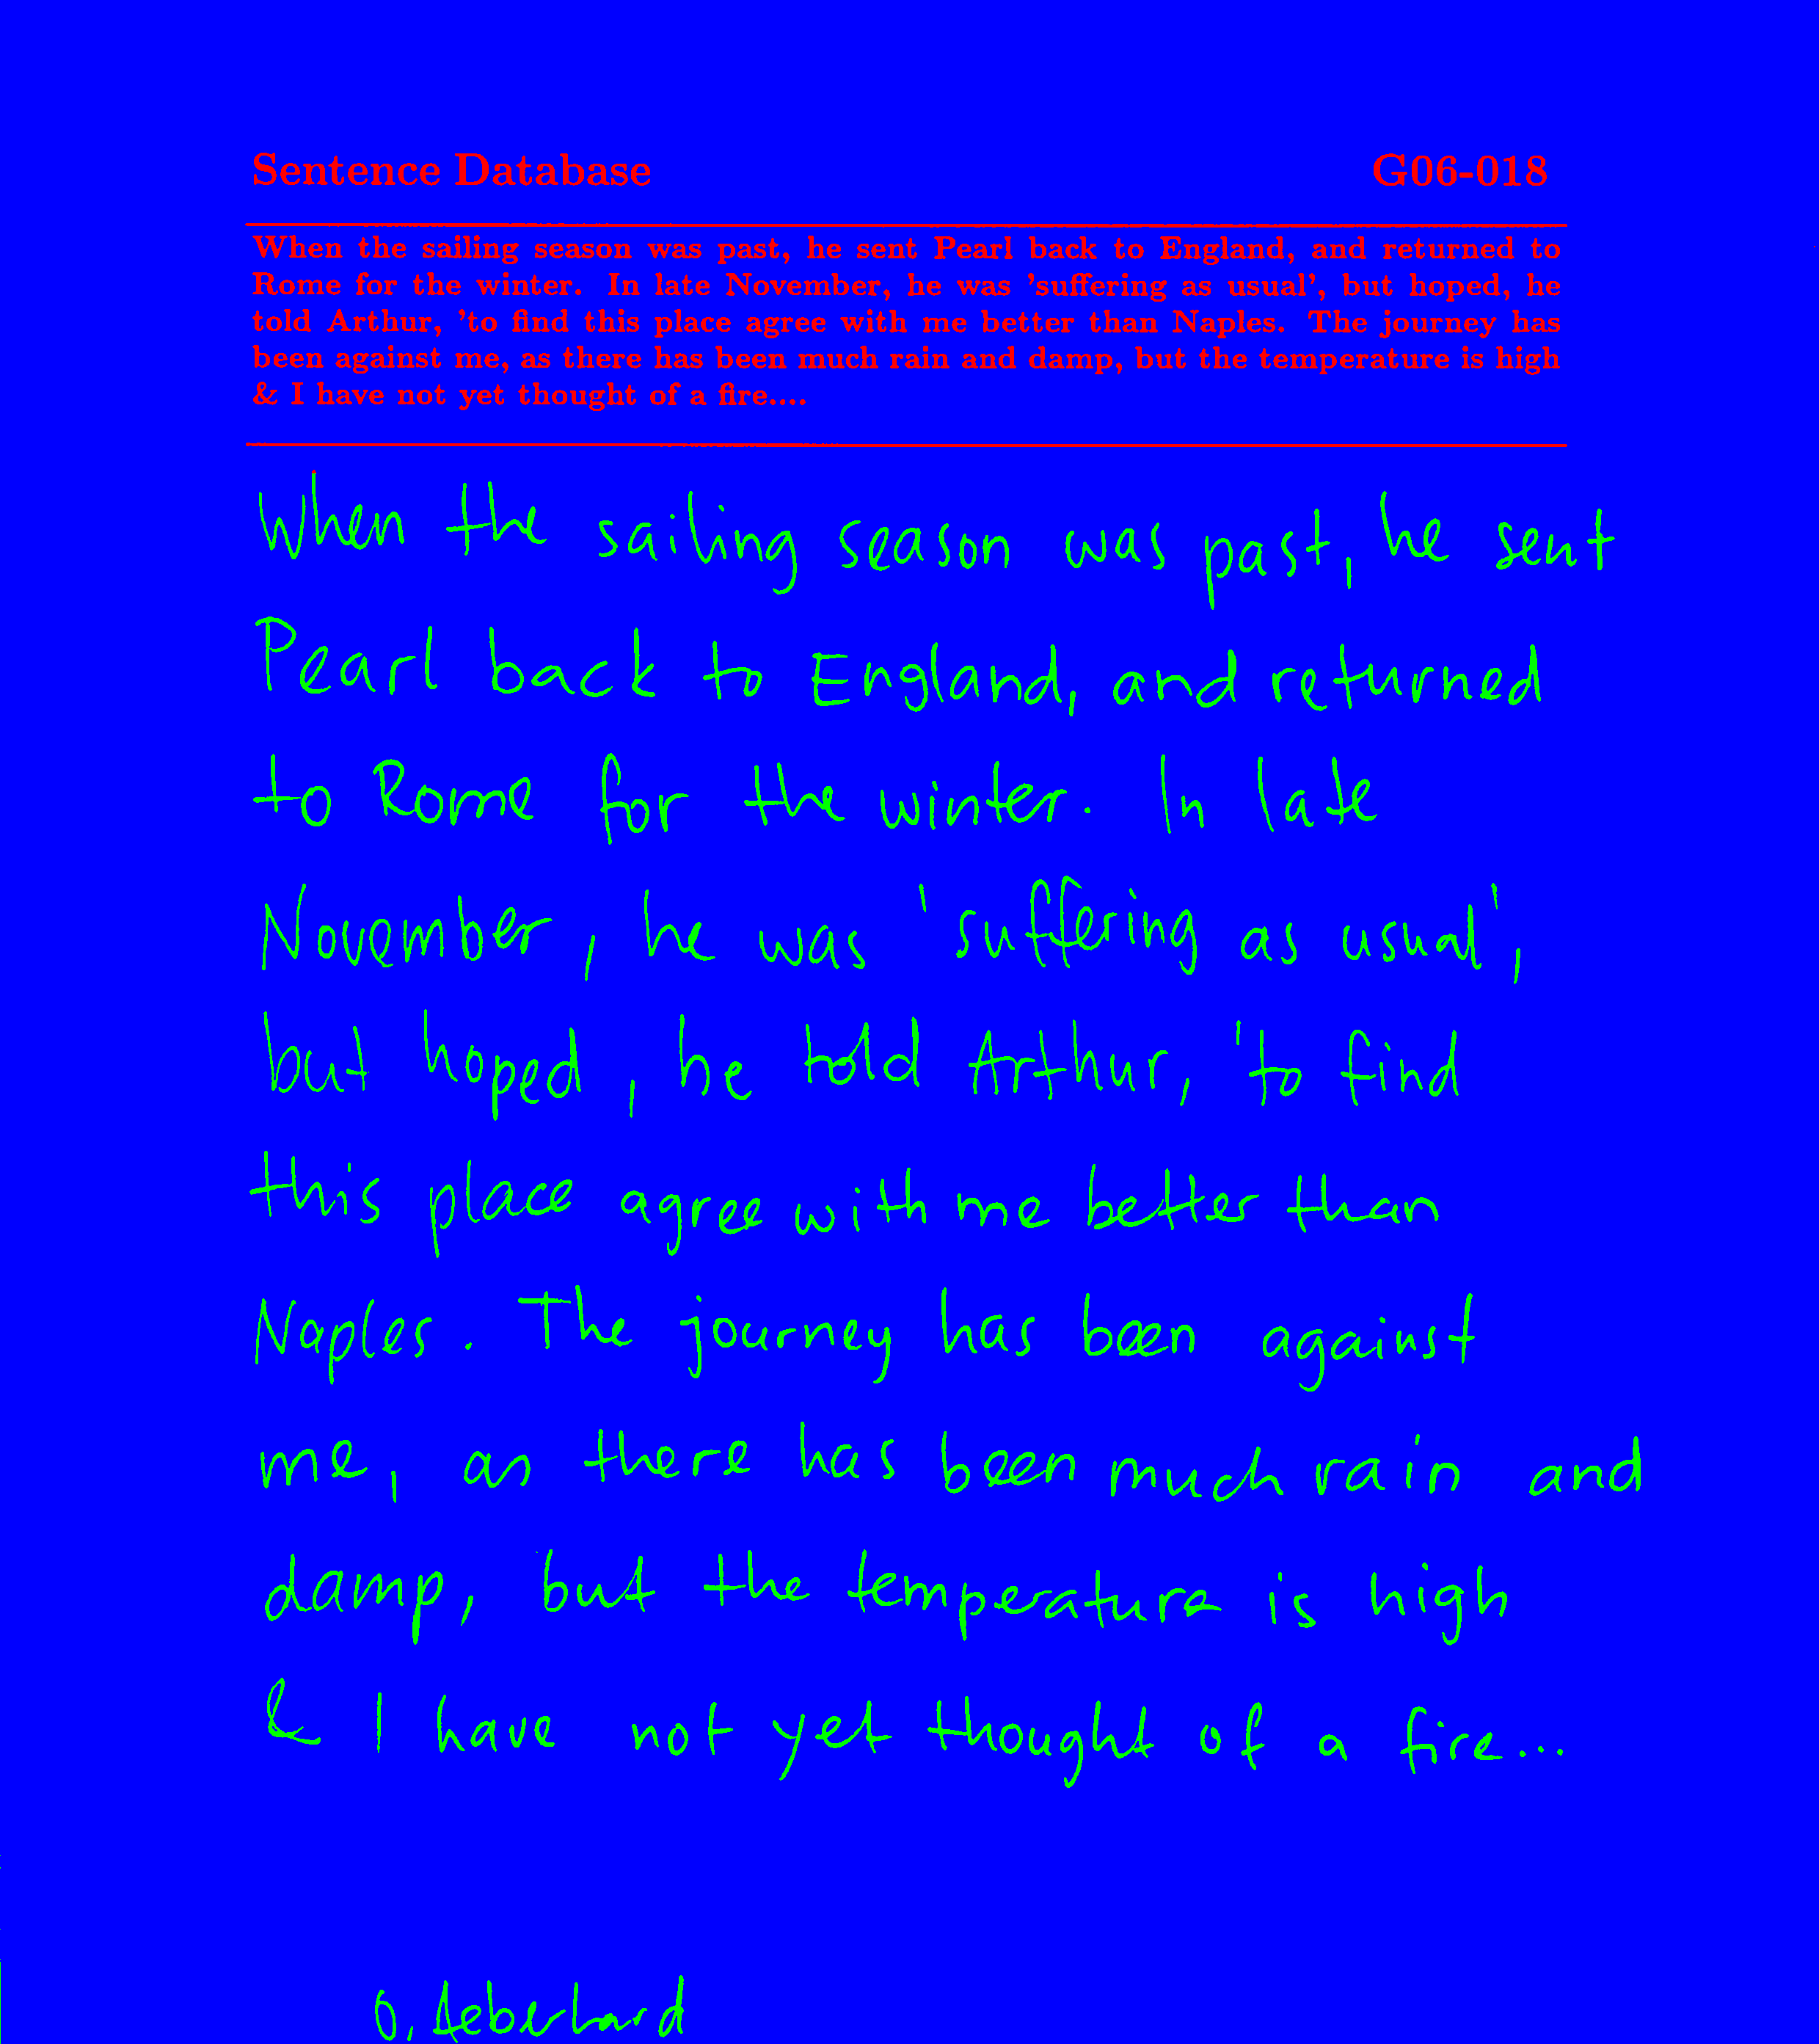 Sentence Database G06-018
When the sailing season was past, he sent Pearl back to England, and returned to
Rome for the winter. In late November, he was 'suffering as usual', but hoped, he
told Arthur, 'to find this place agree with me better than Naples. The journey has
been against me, as there has been much rain and damp, but the temperature is high
& I have not yet thought of a fire....
When the sailing season was past, he sent
Pearl back to England, and returned
to Rome for the winter. In late
November, he was 'suffering as usual',
but hoped, he told Arthur, 'to find
this place agree with me better than
Naples. The journey has been against
me, as there has been much rain and
damp, but the temperature is high
& I have not yet thought of a fire...
O. Aeberhard